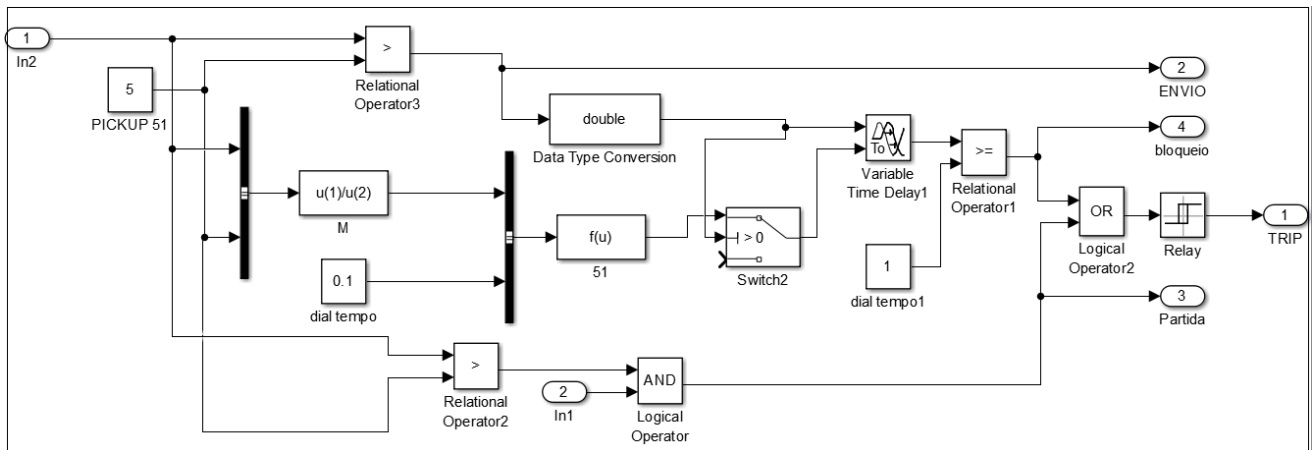 1
In2
5
PICKUP 51
>
Relational
Operator3
2
ENVIO
double
Data Type Conversion
To
Variable
Time Delay1
>=
Relational
Operator1
4
bloqueio
u(1)/u(2)
M
f(u)
51
> 0
Switch2
0.1
dial tempo
1
dial tempo1
OR
Logical
Operator2
Relay
1
TRIP
3
Partida
>
Relational
Operator2
2
In1
AND
Logical
Operator